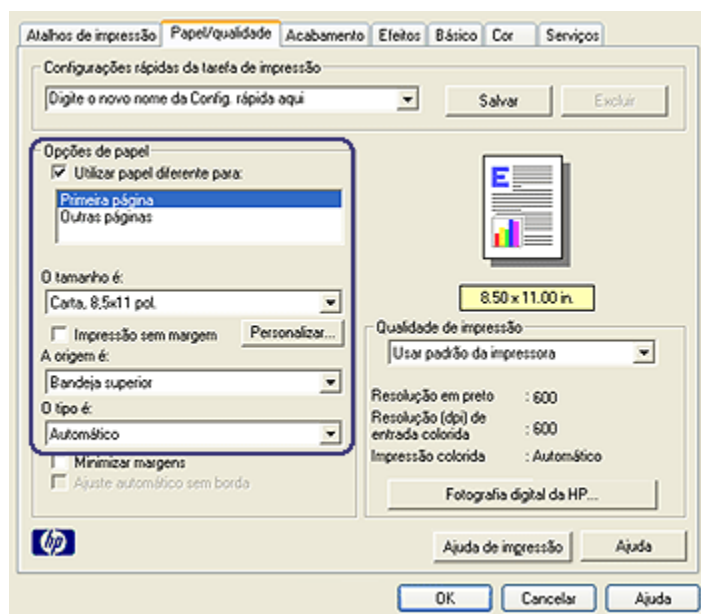 Atalhos de impressão Papel/qualidade Acabamento Efeitos Básico Cor Serviços
Configurações rápidas da tarefa de impressão
Digite o novo nome da Config. rápida aqui Salvar Excluir
Opções de papel
Utilizar papel diferente para:
Primeira página
Outras páginas
O tamanho é:
Carta, 8,5x11 pol.
Impressão sem margem Personalizar...
A origem é:
Bandeja superior
O tipo é:
Automático
Minimizar margens
Ajuste automático sem borda
E
8.50 x 11.00 in.
Qualidade de impressão
Usar padrão da impressora
Resolução em preto : 600
Resolução (dpi) de
entrada colorida : 600
Impressão colorida : Automático
Fotografia digital da HP...
hp
Ajuda de impressão Ajuda
OK Cancelar Ajuda